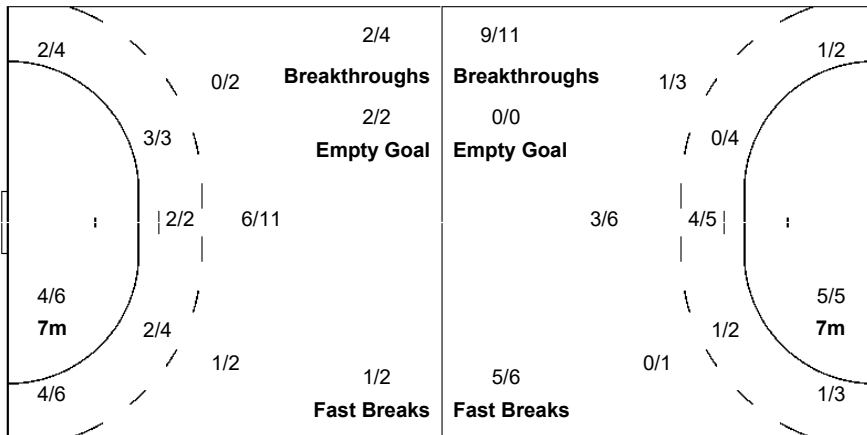 2/4 9/11
2/4 1/2
Breakthroughs Breakthroughs
0/2 1/3
2/2 0/0
3/3 0/4
Empty Goal Empty Goal
2/2 6/11 3/6 4/5
4/6 5/5
7m 7m
2/4 1/2
1/2 0/1
1/2 5/6
4/6 1/3
Fast Breaks Fast Breaks